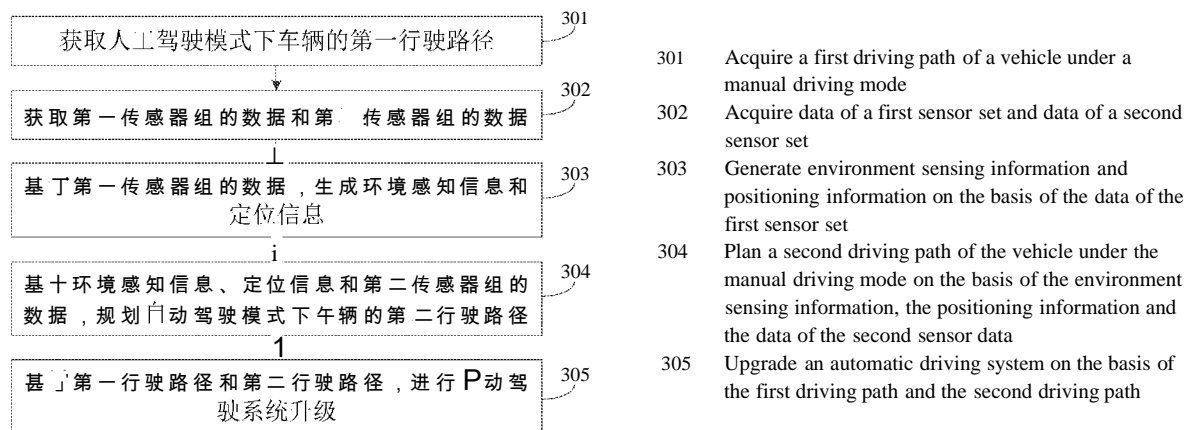 获取人工驾驶模式下车辆的第一行驶路径
301
获取第一传感器组的数据和第 传感器组的数据
302
基丁第一传感器组的数据，生成环境感知信息和
定位信息
303
i
基十环境感知信息、定位信息和第二传感器组的
数据，规划自动驾驶模式下午辆的第二行驶路径
304
1
第一行驶路径和第二行驶路径，进行P动驾
驶系统升级
305
301 Acquire a first driving path of a vehicle under a
manual driving mode
302 Acquire data of a first sensor set and data of a second
sensor set
303 Generate environment sensing information and
positioning information on the basis of the data of the
first sensor set
304 Plan a second driving path of the vehicle under the
manual driving mode on the basis of the environment
sensing information, the positioning information and
the data of the second sensor data
305 Upgrade an automatic driving system on the basis of
the first driving path and the second driving path